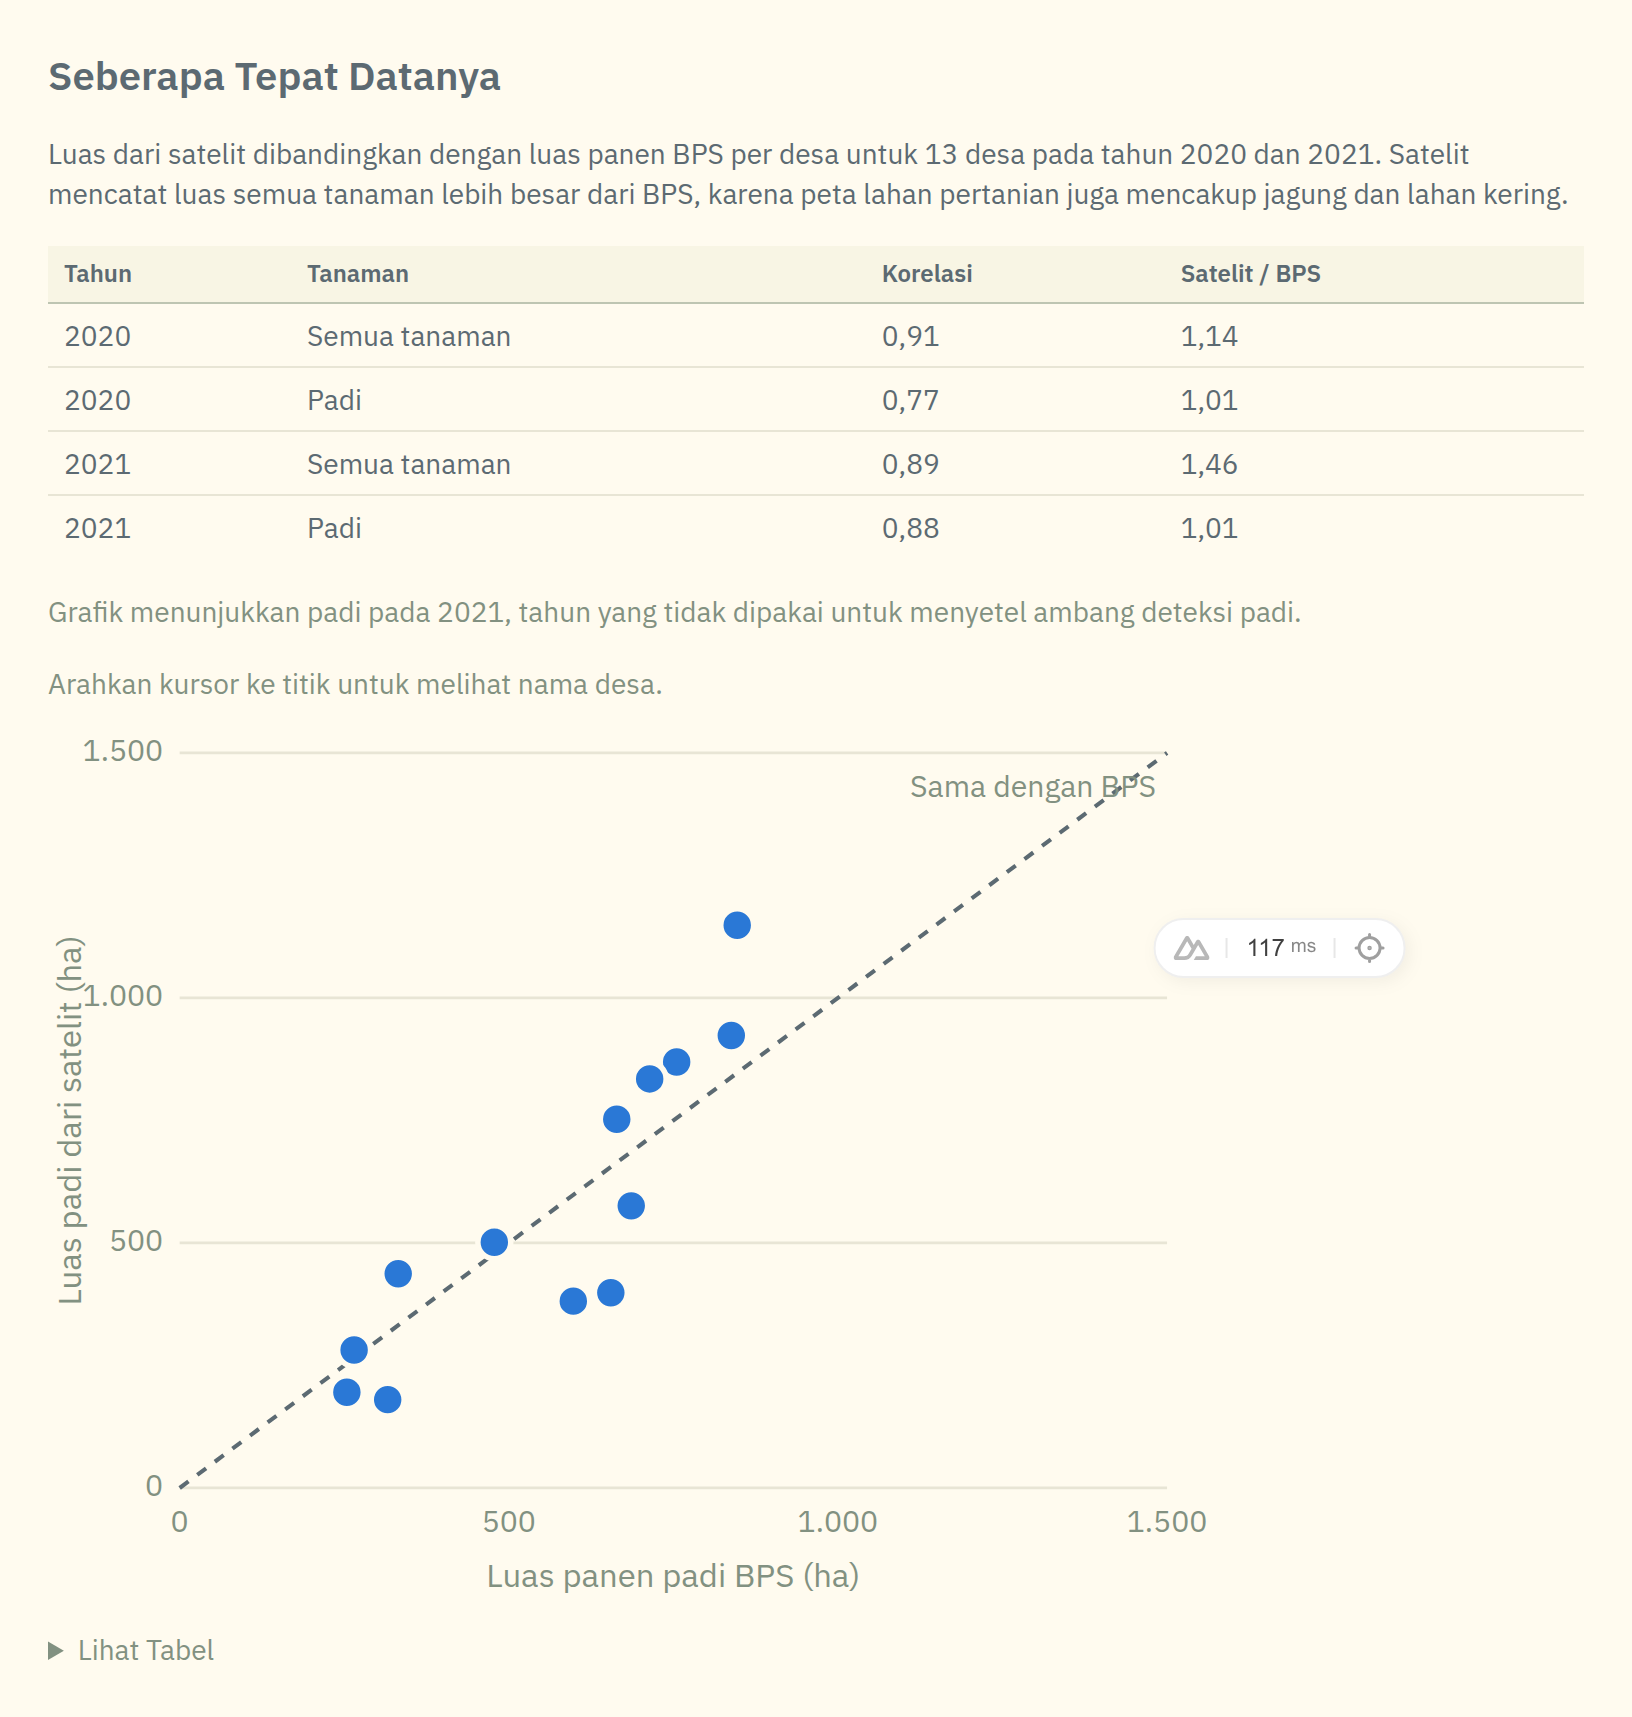 Seberapa Tepat Datanya
Luas dari satelit dibandingkan dengan luas panen BPS per desa untuk 13 desa pada tahun 2020 dan 2021. Satelit
mencatat luas semua tanaman lebih besar dari BPS, karena peta lahan pertanian juga mencakup jagung dan lahan kering.
Tahun Tanaman Korelasi Satelit / BPS
2020 Semua tanaman 0,91 1,14
2020 Padi 0,77 1,01
2021 Semua tanaman 0,89 1,46
2021 Padi 0,88 1,01
Grafik menunjukkan padi pada 2021, tahun yang tidak dipakai untuk menyetel ambang deteksi padi.
Arahkan kursor ke titik untuk melihat nama desa.
1.500
Sama dengan BPS
117 ms
1.000
Luas padi dari satelit (ha)
500
0
0 500 1.000 1.500
Luas panen padi BPS (ha)
Lihat Tabel